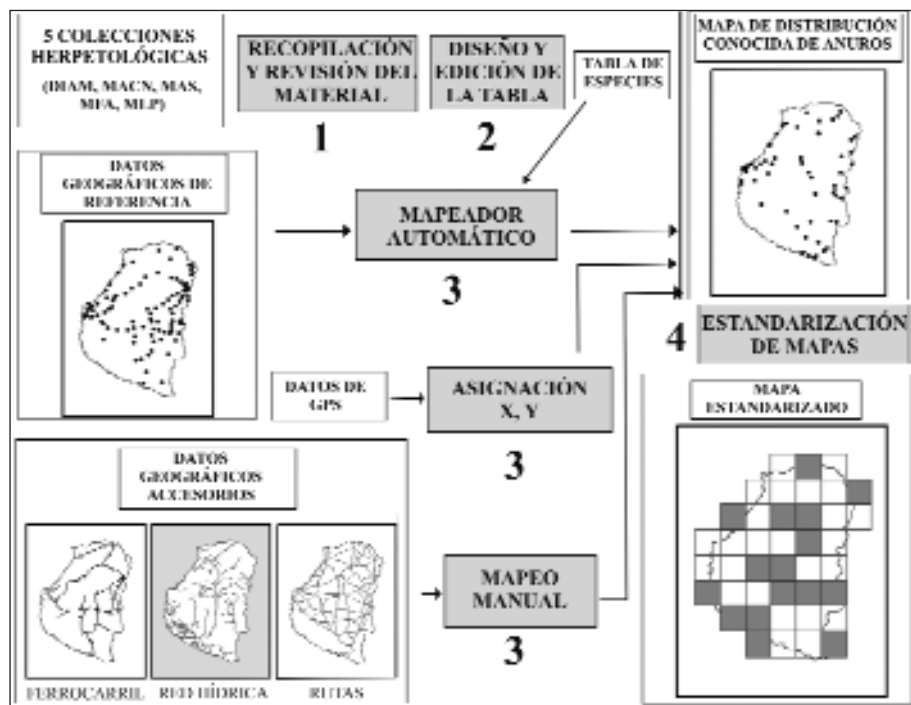 5 COLECCIONES
HERPETOLÓGICAS
(DIAM, MACN, MAS,
MFA, MLP)
RECOPILACIÓN
Y REVISIÓN DEL
MATERIAL
1
DISEÑO Y
EDICIÓN DE
LA TABLA
2
TABLA DE
ESPECIES
MAPA DE DISTRIBUCIÓN
CONOCIDA DE ANUROS
DATOS
GEOGRÁFICOS DE
REFERENCIA
MAPEADOR
AUTOMÁTICO
3
4
ESTANDARIZACIÓN
DE MAPAS
DATOS DE
GPS
ASIGNACIÓN
X, Y
3
MAPA
ESTANDARIZADO
DATOS
GEOGRÁFICOS
ACCESORIOS
MAPEO
MANUAL
3
FERROCARRIL
RED HÍDRICA
RUTAS